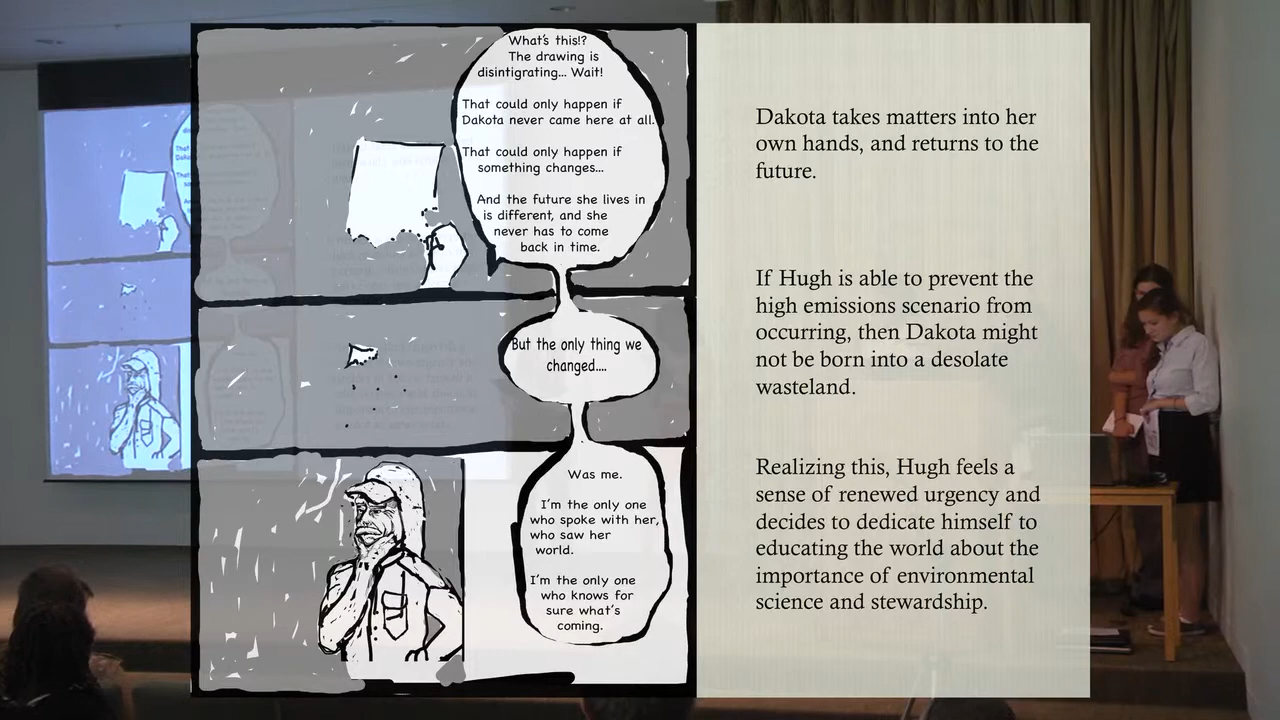 What's this!?
The drawing is
disintigrating... Wait!
That could only happen if
Dakota never came here at all.
That could only happen if
something changes...
And the future she lives in
is different, and she
never has to come
back in time.
But the only thing we
changed....
Was me.
I'm the only one
who spoke with her,
who saw her
world.
I'm the only one
who knows for
sure what's
coming.
Dakota takes matters into her
own hands, and returns to the
future.
If Hugh is able to prevent the
high emissions scenario from
occurring, then Dakota might
not be born into a desolate
wasteland.
Realizing this, Hugh feels a
sense of renewed urgency and
decides to dedicate himself to
educating the world about the
importance of environmental
science and stewardship.